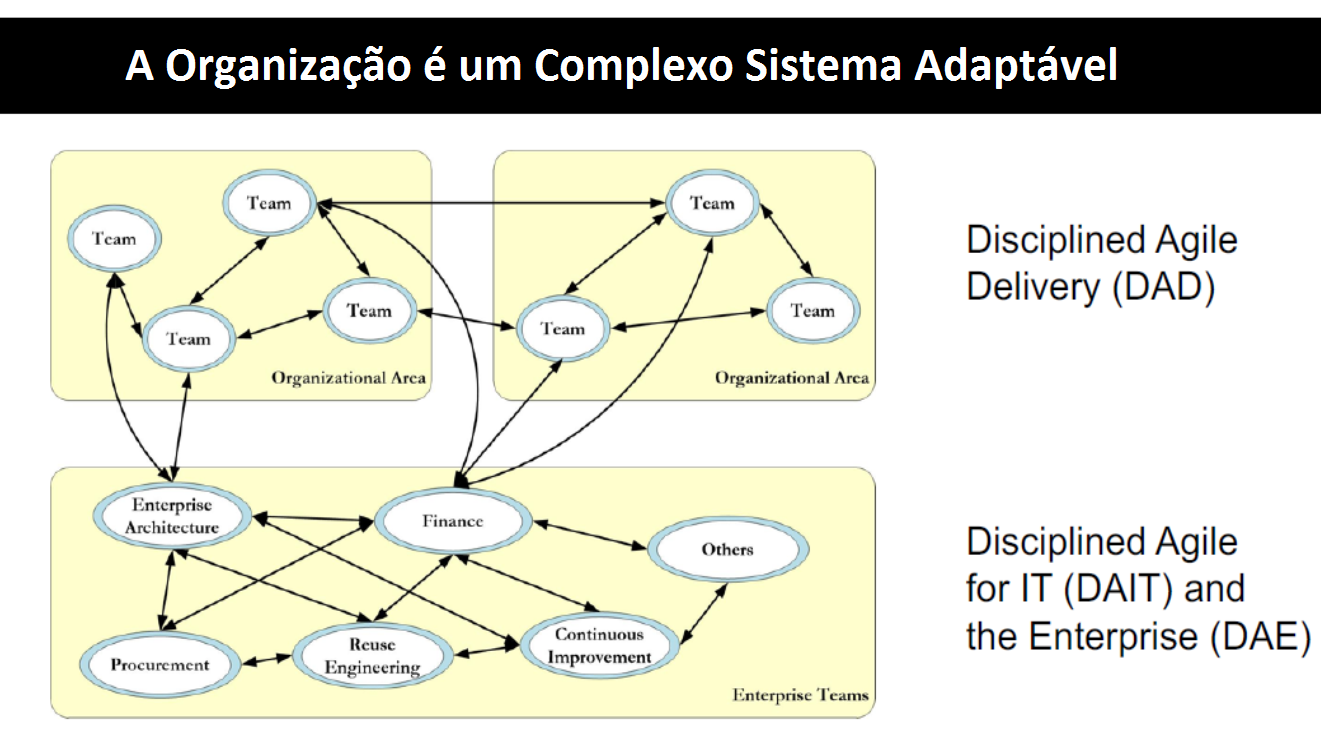 A Organização é um Complexo Sistema Adaptável
Team
Team
Team
Team
Organizational Area
Team
Team
Team
Organizational Area
Disciplined Agile
Delivery (DAD)
Enterprise
Architecture
Finance
Others
Procurement
Reuse
Engineering
Continuous
Improvement
Enterprise Teams
Disciplined Agile
for IT (DAIT) and
the Enterprise (DAE)